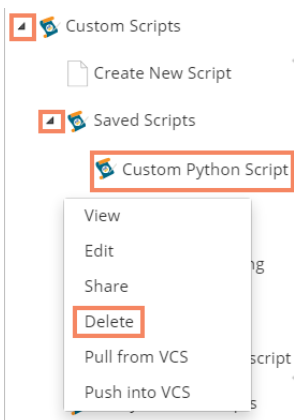 Custom Scripts
Create New Script
Saved Scripts
Custom Python Script
View
Edit
Share
Delete
Pull from VCS
Push into VCS